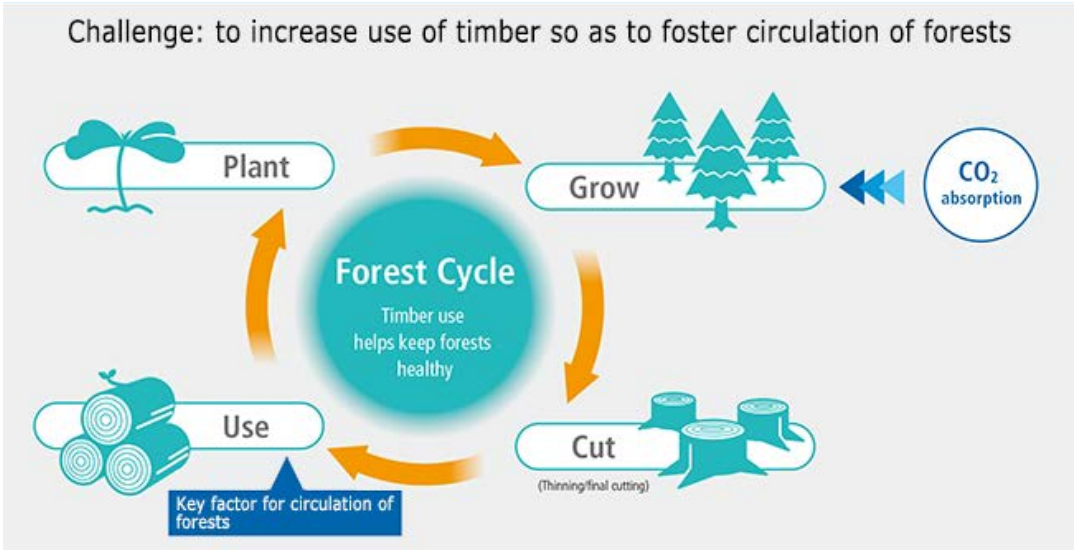 Challenge: to increase use of timber so as to foster circulation of forests
Plant
Grow
CO₂
absorption
Forest Cycle
Timber use
helps keep forests
healthy
Use
Cut
(Thinning/final cutting)
Key factor for circulation of
forests